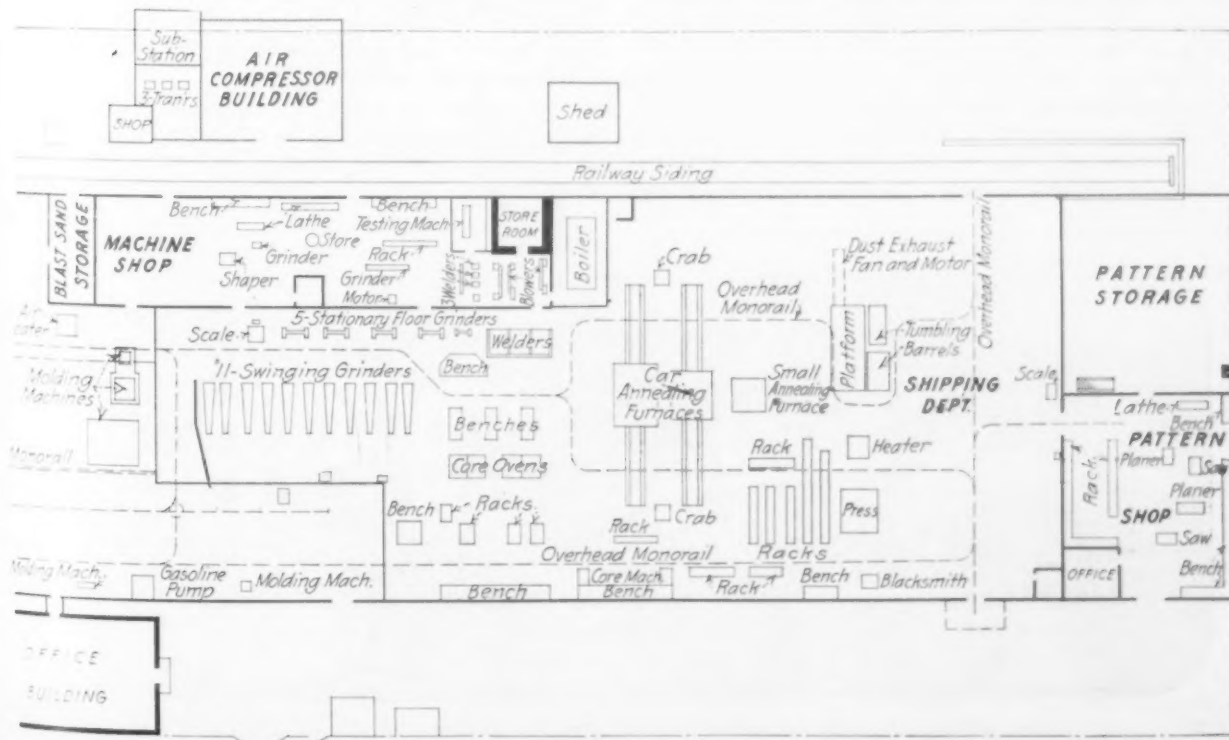 Sub-
Station
AIR
COMPRESSOR
BUILDING
3-Tran'rs
SHOP
Shed
Railway Siding
BLAST SAND
STORAGE
MACHINE
SHOP
Bench
Lathe
Grinder
Shaper
Store
Bench
Testing Mach.
Rack
Grinder
Motor
STORE
ROOM
3Welders
Blowers
Boiler
Crab
Overhead
Monorail
Dust Exhaust
Fan and Motor
Overhead Monorail
PATTERN
STORAGE
Air
Scale
5-Stationary Floor Grinders
Welders
Bench
Molding
Machines
11-Swinging Grinders
Monorail
Car
Annealing
Furnaces
Small
Annealing
Furnace
Platform
Tumbling
Barrels
SHIPPING
DEPT.
Scale
Lathe
Bench
PATTERN
Planer
Saw
Rack
Planer
SHOP
Saw
OFFICE
Bench
Benches
Core Ovens
Bench
Racks
Rack
Heater
Press
Rack
Crab
Racks
Overhead Monorail
Molding Mach.
Gasoline
Pump
Molding Mach.
Bench
Core Mach.
Bench
Rack
Bench
Blacksmith
OFFICE
BUILDING